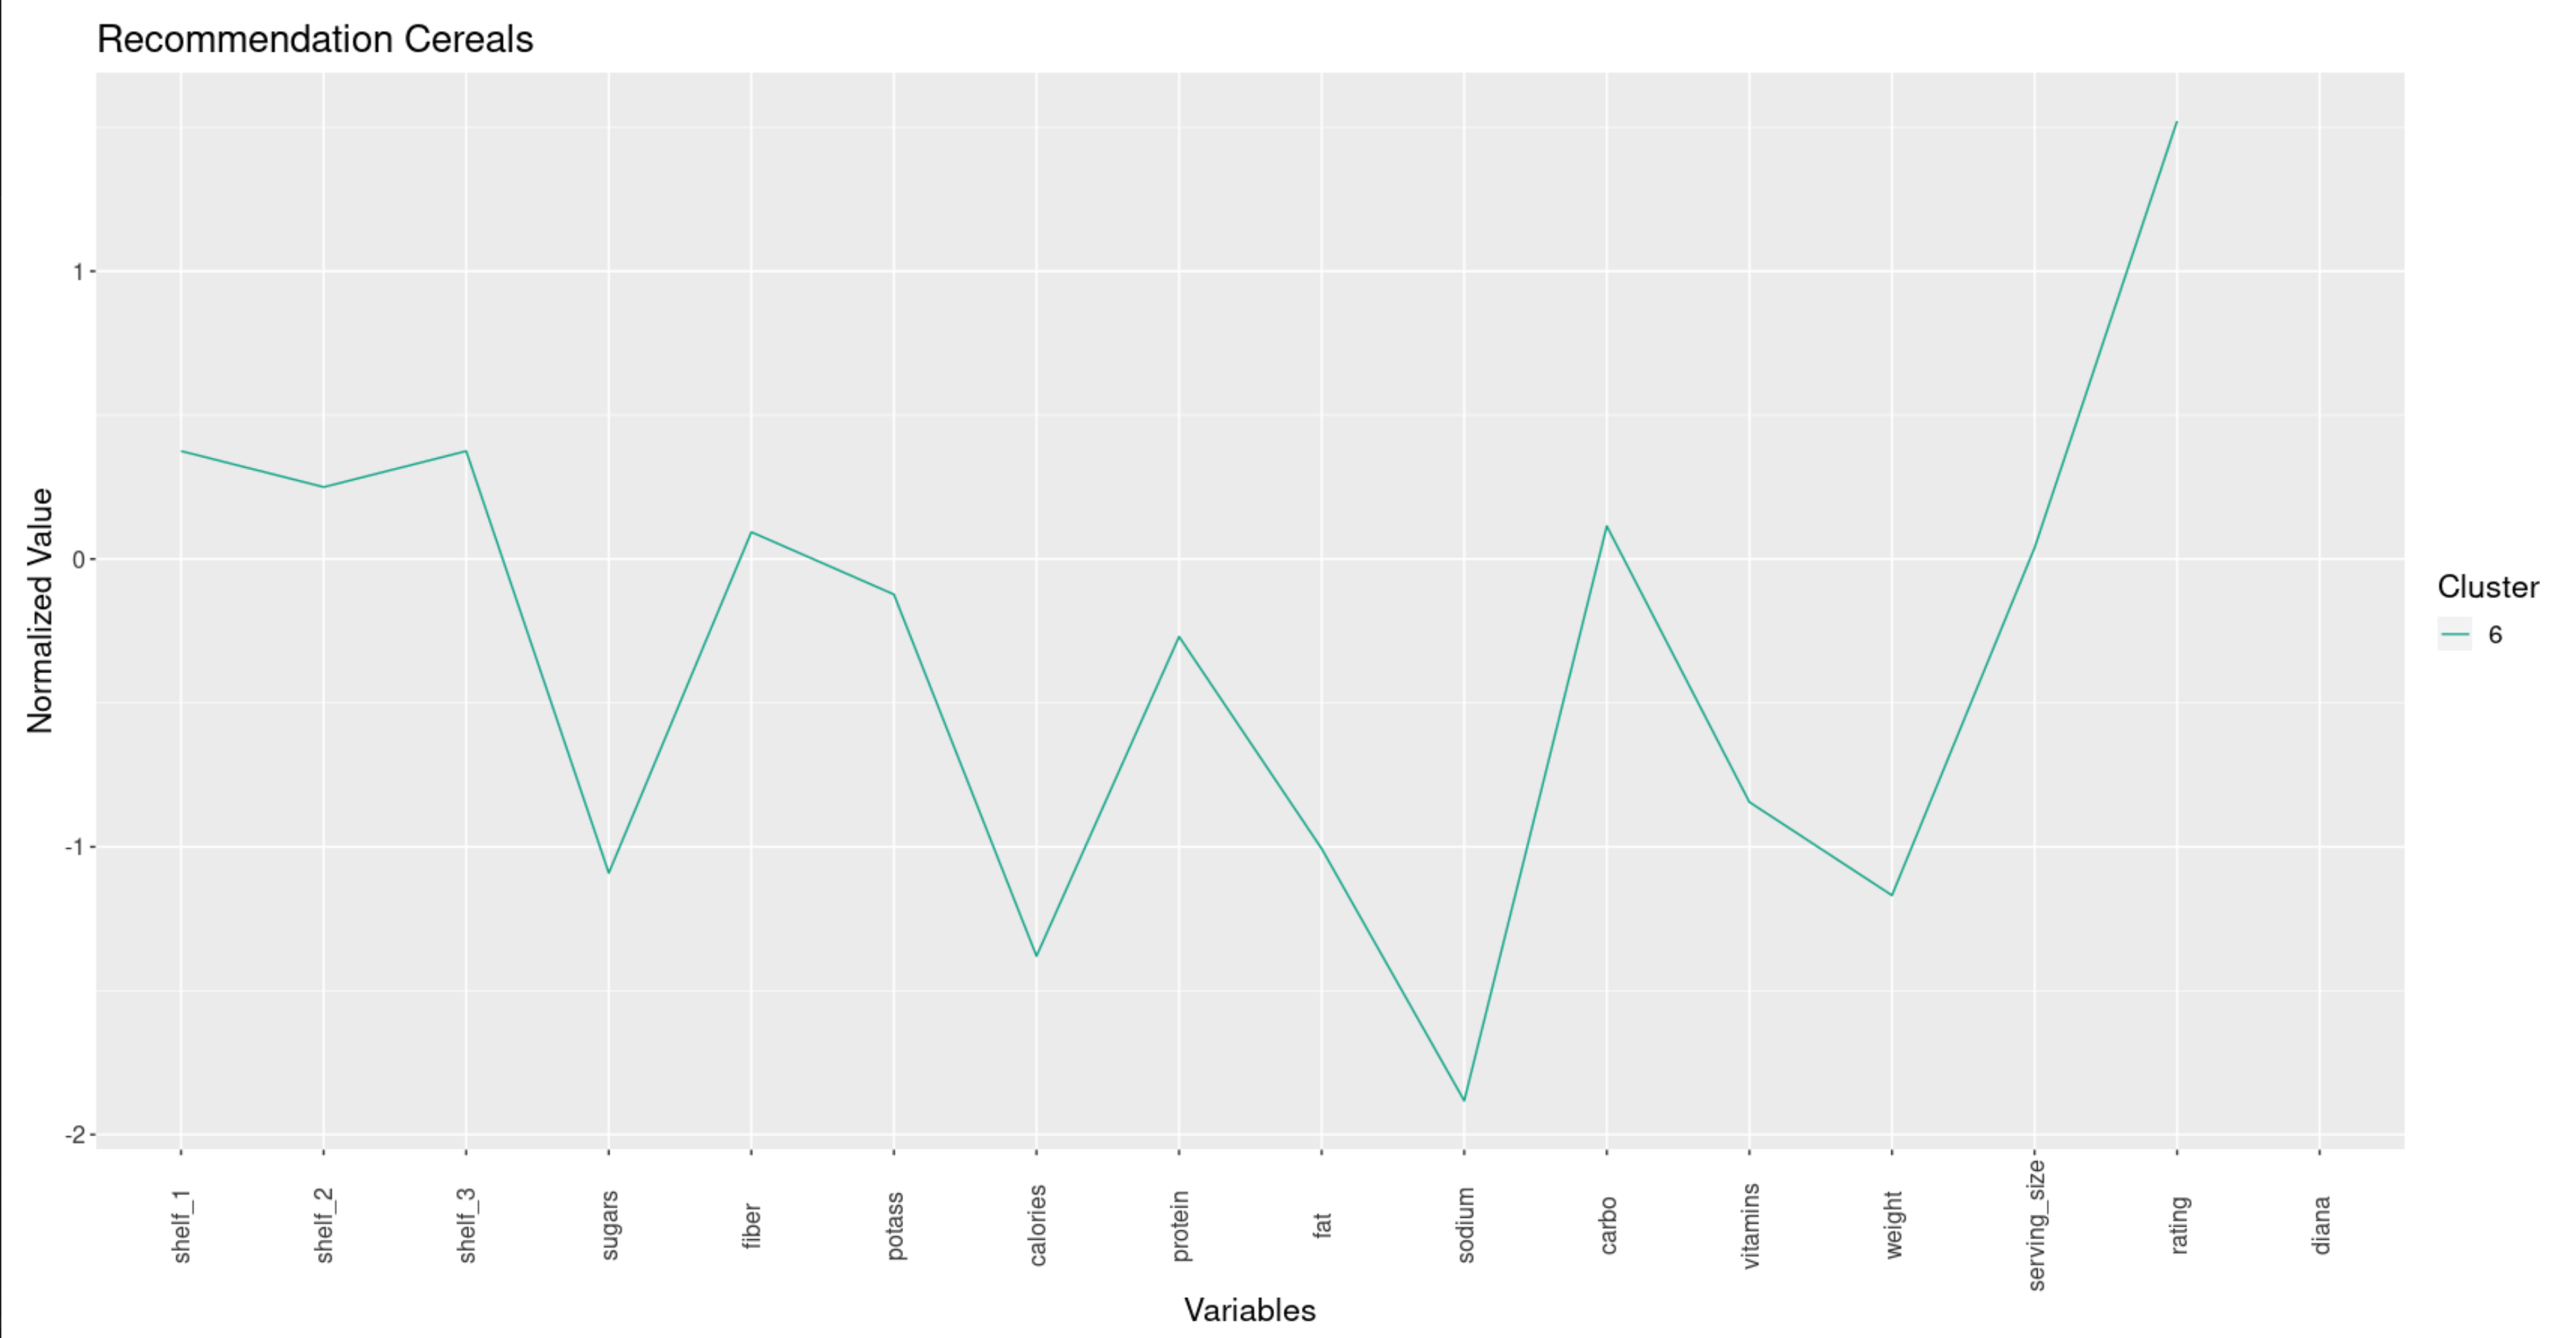 Recommendation Cereals
Normalized Value
1
0
-1
-2
shelf_1
shelf_2
shelf_3
sugars
fiber
potass
calories
protein
fat
sodium
carbo
vitamins
weight
serving_size
rating
diana
Variables
Cluster
6